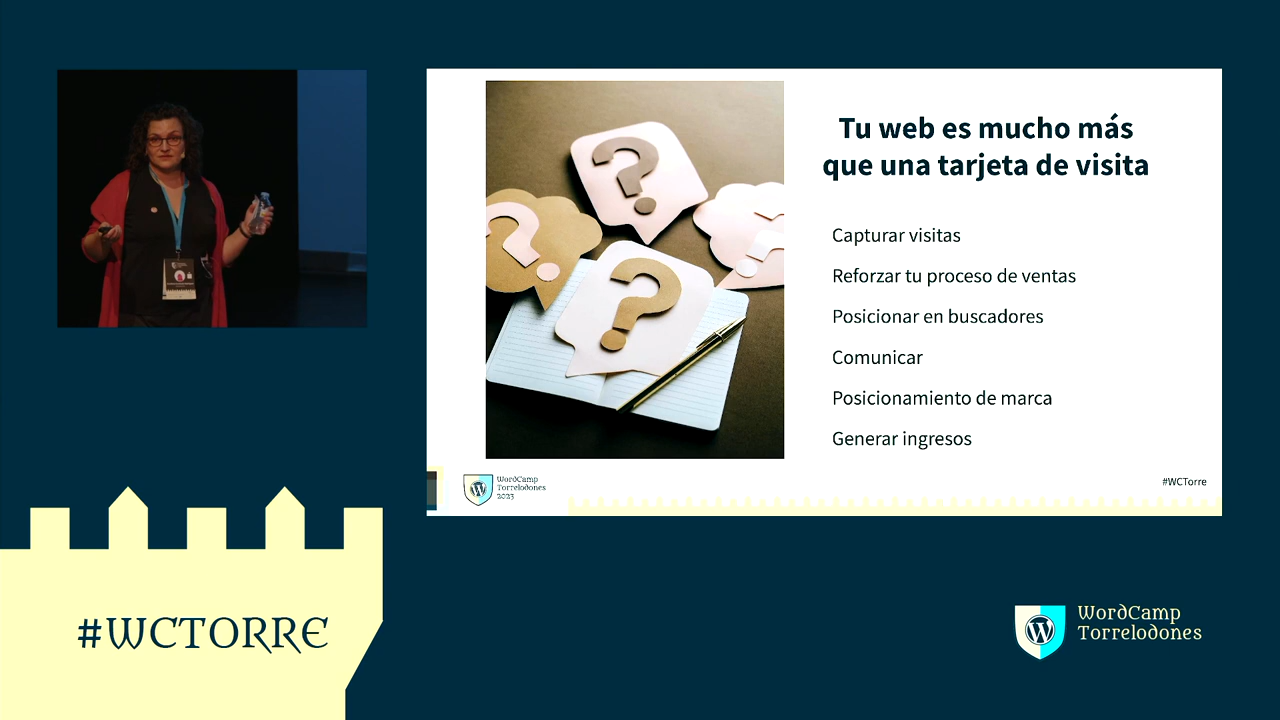 Tu web es mucho más
que una tarjeta de visita
Capturar visitas
Reforzar tu proceso de ventas
Posicionar en buscadores
Comunicar
Posicionamiento de marca
Generar ingresos
WordCamp
Torrelodones
2023
#WCTorre
#WCTORRE
WordCamp
Torrelodones